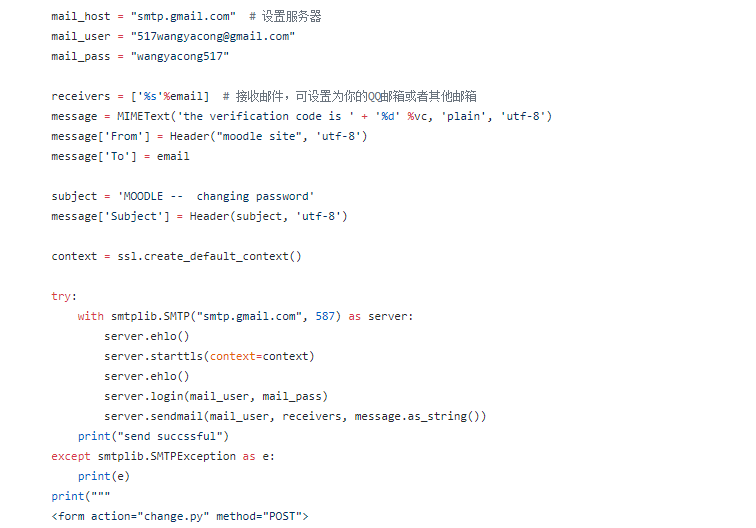 mail_host = "smtp.gmail.com"  # 设置服务器
mail_user = "517wangyacong@gmail.com"
mail_pass = "wangyacong517"
receivers = ['%s'%email]  # 接收邮件，可设置为你的QQ邮箱或者其他邮箱
message = MIMEText('the verification code is ' + '%d' %vc, 'plain', 'utf-8')
message['From'] = Header("moodle site", 'utf-8')
message['To'] = email
subject = 'MOODLE --  changing password'
message['Subject'] = Header(subject, 'utf-8')
context = ssl.create_default_context()
try:
    with smtplib.SMTP("smtp.gmail.com", 587) as server:
        server.ehlo()
        server.starttls(context=context)
        server.ehlo()
        server.login(mail_user, mail_pass)
        server.sendmail(mail_user, receivers, message.as_string())
    print("send succssful")
except smtplib.SMTPException as e:
    print(e)
print("""
<form action="change.py" method="POST">